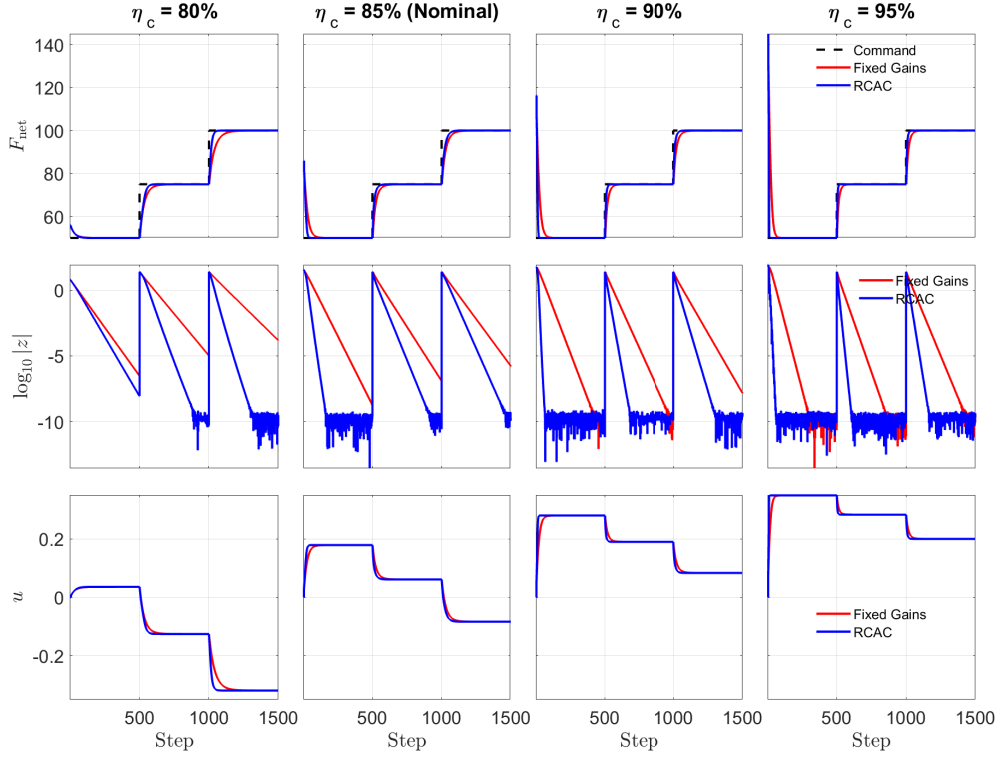 η c = 80%
η c = 85% (Nominal)
η c = 90%
η c = 95%
140
120
100
80
60
F net
Command
Fixed Gains
RCAC
0
-5
-10
log 10 |z|
Fixed Gains
RCAC
0.2
0
-0.2
u
Fixed Gains
RCAC
500 1000 1500
500 1000 1500
500 1000 1500
500 1000 1500
Step
Step
Step
Step